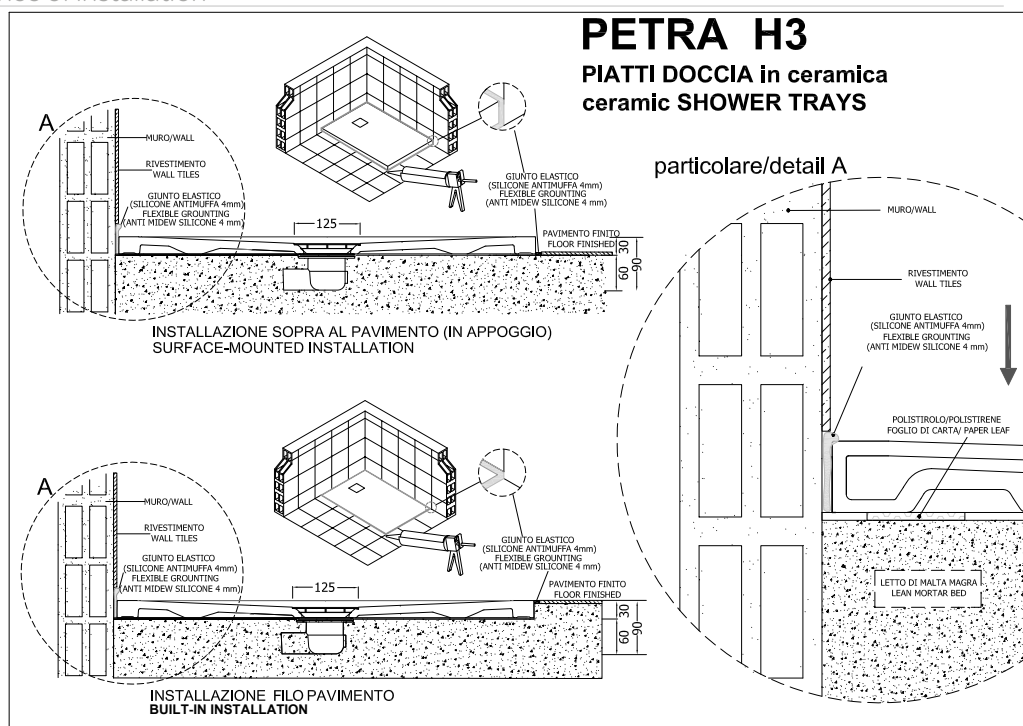 PETRA H3
PIATTI DOCCIA in ceramica
ceramic SHOWER TRAYS
A
MURO/WALL
RIVESTIMENTO
WALL TILES
GIUNTO ELASTICO
(SILICONE ANTIMUFFA 4mm)
FLEXIBLE GROUNTING
(ANTI MIDEW SILICONE 4 mm)
125
GIUNTO ELASTICO
(SILICONE ANTIMUFFA 4mm)
FLEXIBLE GROUNTING
(ANTI MIDEW SILICONE 4 mm)
PAVIMENTO FINITO
FLOOR FINISHED
30
60
90
INSTALLAZIONE SOPRA AL PAVIMENTO (IN APPOGGIO)
SURFACE-MOUNTED INSTALLATION
A
MURO/WALL
RIVESTIMENTO
WALL TILES
GIUNTO ELASTICO
(SILICONE ANTIMUFFA 4mm)
FLEXIBLE GROUNTING
(ANTI MIDEW SILICONE 4 mm)
125
GIUNTO ELASTICO
(SILICONE ANTIMUFFA 4mm)
FLEXIBLE GROUNTING
(ANTI MIDEW SILICONE 4 mm)
PAVIMENTO FINITO
FLOOR FINISHED
30
60
90
INSTALLAZIONE FILO PAVIMENTO
BUILT-IN INSTALLATION
particolare/detail A
MURO/WALL
RIVESTIMENTO
WALL TILES
GIUNTO ELASTICO
(SILICONE ANTIMUFFA 4mm)
FLEXIBLE GROUNTING
(ANTI MIDEW SILICONE 4 mm)
POLISTIROLO/POLISTIRENE
FOGLIO DI CARTA/ PAPER LEAF
LETTO DI MALTA MAGRA
LEAN MORTAR BED